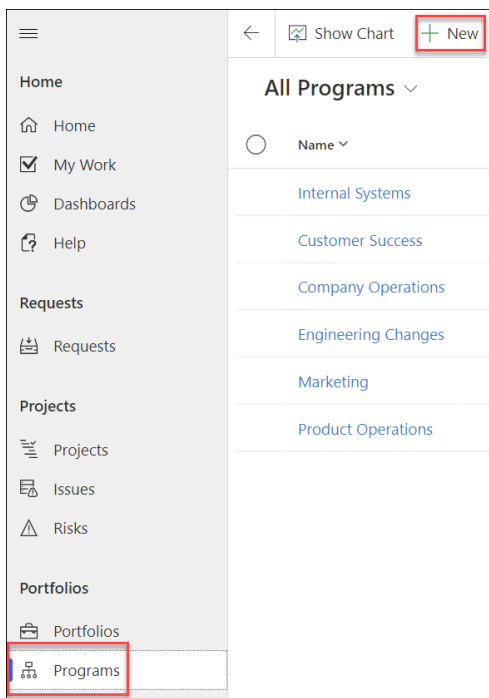 Show Chart
New
Home
All Programs
Home
Name
My Work
Internal Systems
Dashboards
Help
Customer Success
Company Operations
Requests
Engineering Changes
Requests
Marketing
Projects
Product Operations
Projects
Issues
Risks
Portfolios
Portfolios
Programs